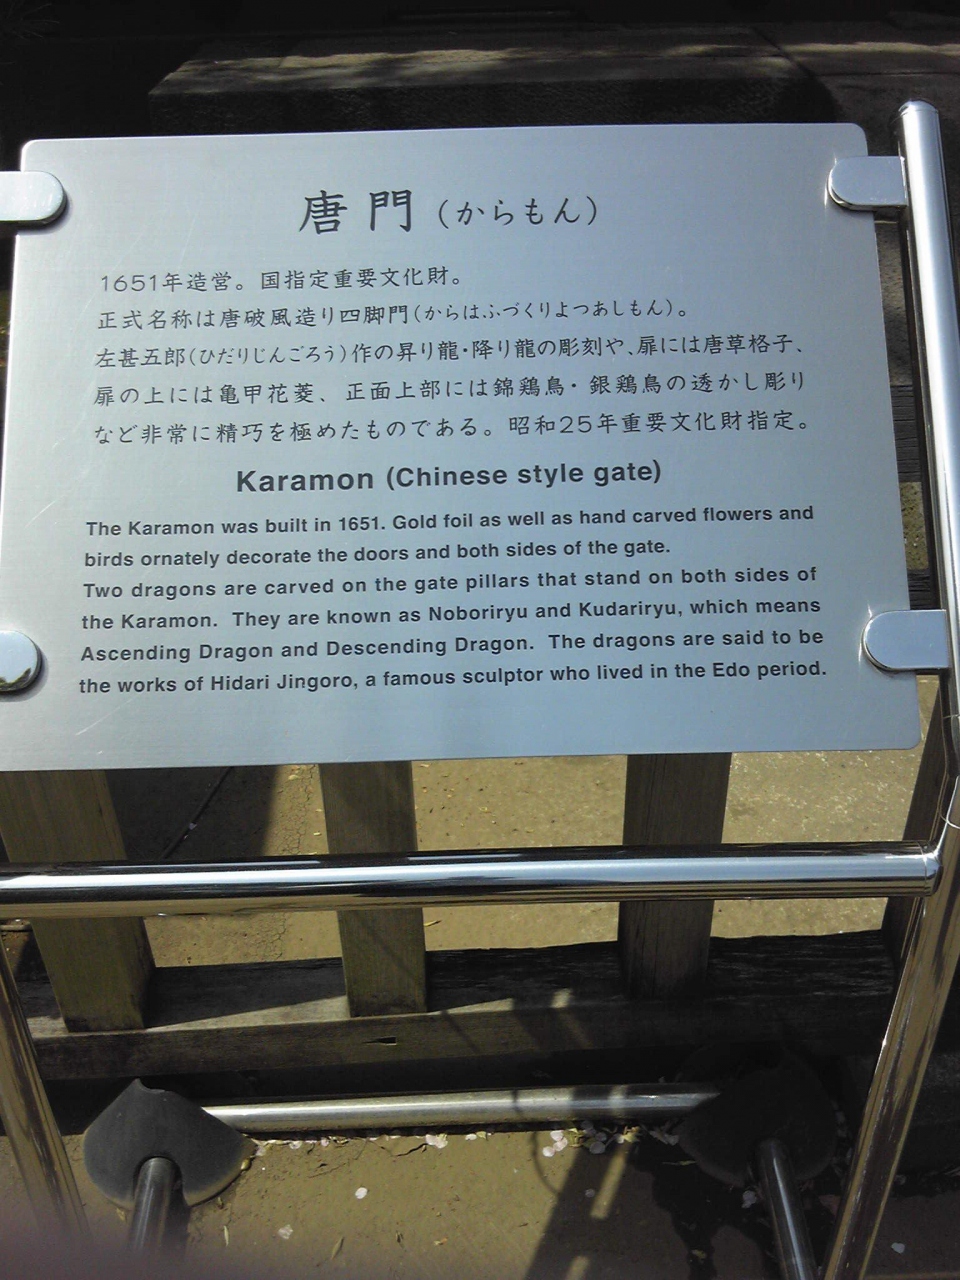 唐門（からもん）
1651年造営。国指定重要文化財。
正式名称は唐破風造り四脚門（からはふづくりよつあしもん）。
左甚五郎（ひだりじんごろう）作の昇り龍・降り龍の彫刻や、扉には唐草格子、
扉の上には亀甲花菱、正面上部には錦鶏鳥・銀鶏鳥の透かし彫り
など非常に精巧を極めたものである。昭和25年重要文化財指定。
Karamon (Chinese style gate)
The Karamon was built in 1651. Gold foil as well as hand carved flowers and
birds ornately decorate the doors and both sides of the gate.
Two dragons are carved on the gate pillars that stand on both sides of
the Karamon. They are known as Noboriryu and Kudariryu, which means
Ascending Dragon and Descending Dragon. The dragons are said to be
the works of Hidari Jingoro, a famous sculptor who lived in the Edo period.